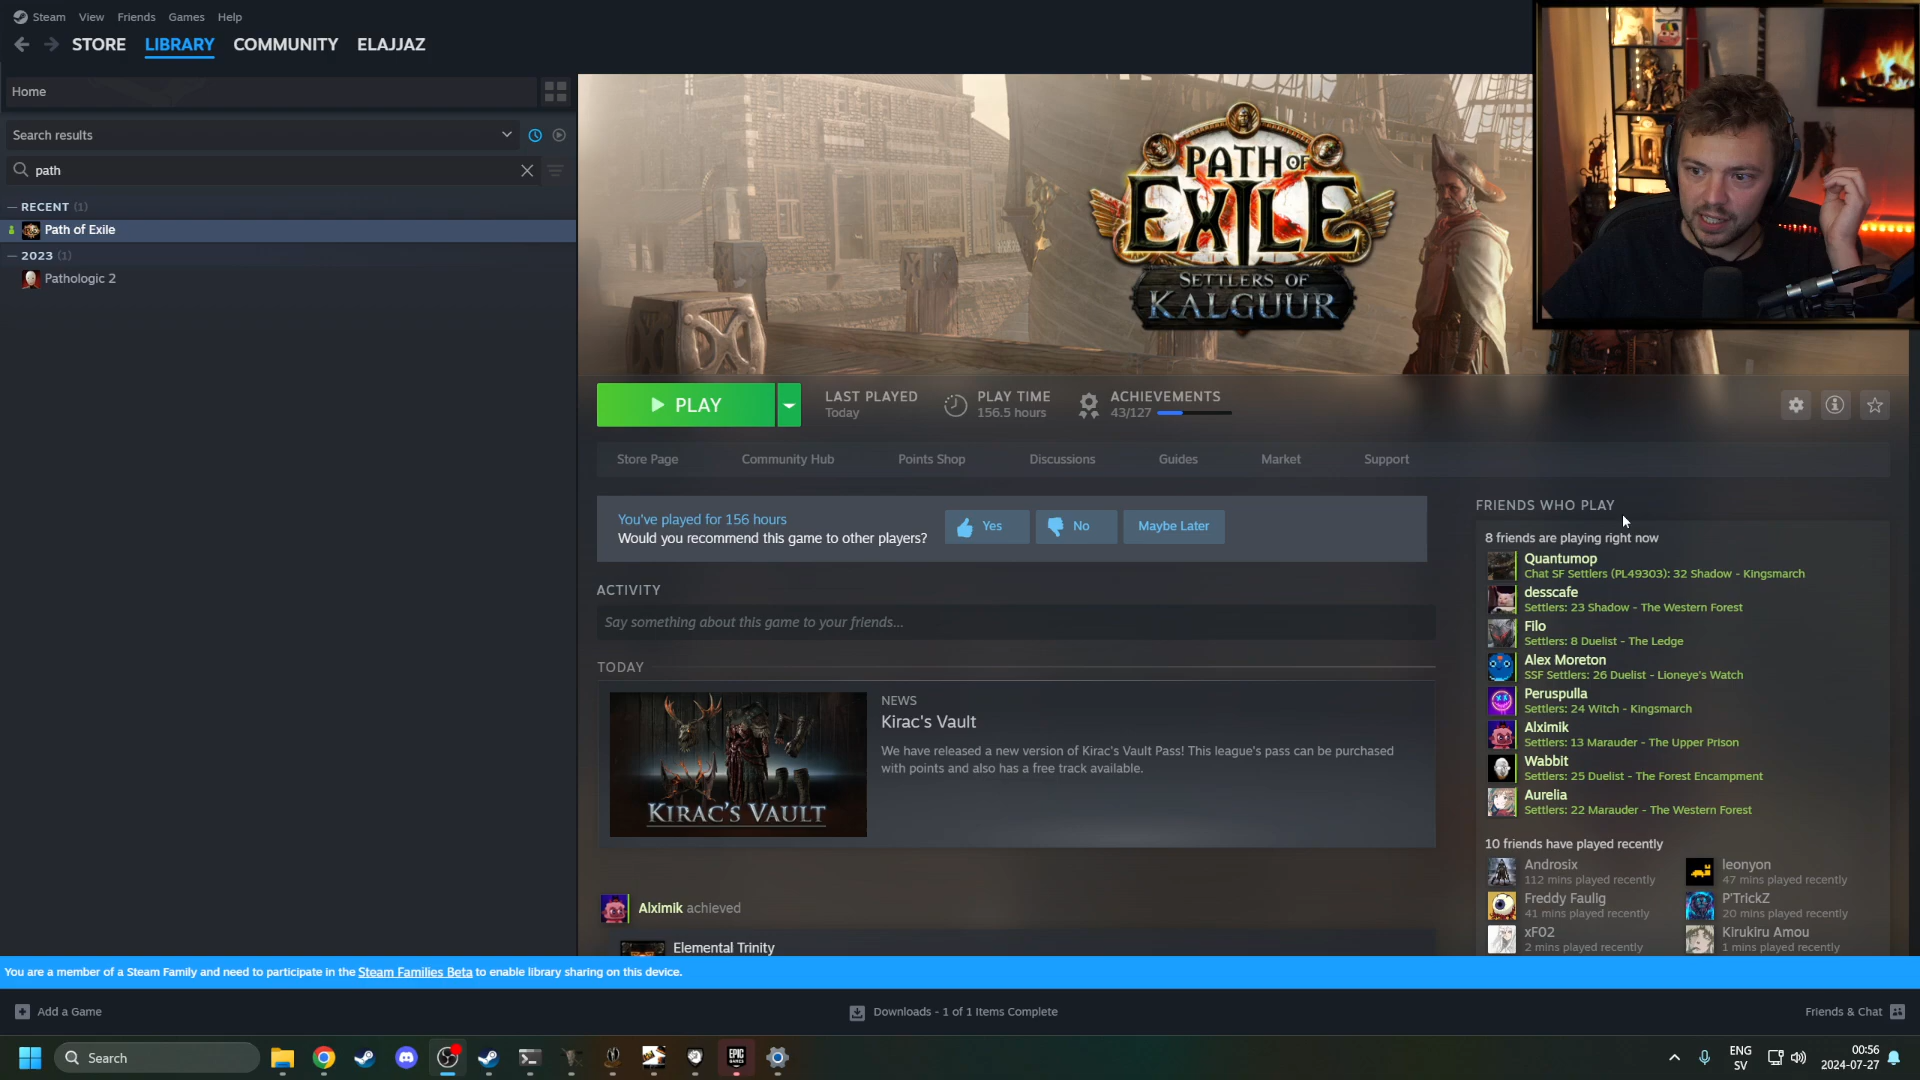 Steam View Friends Games Help
STORE LIBRARY COMMUNITY ELAJJAZ
Home
Search results
path
— RECENT (1)
Path of Exile
— 2023 (1)
Pathologic 2
PATH OF
EXILE
SETTLERS OF
KALGUUR
PLAY
LAST PLAYED
Today
PLAY TIME
156.5 hours
ACHIEVEMENTS
43/127
Store Page Community Hub Points Shop Discussions Guides Market Support
You've played for 156 hours
Would you recommend this game to other players?
Yes No Maybe Later
ACTIVITY
Say something about this game to your friends...
TODAY
KIRAC'S VAULT
NEWS
Kirac's Vault
We have released a new version of Kirac's Vault Pass! This league's pass can be purchased
with points and also has a free track available.
Alximik achieved
Elemental Trinity
FRIENDS WHO PLAY
8 friends are playing right now
Quantumop
Chat SF Settlers (PL49303): 32 Shadow - Kingsmarch
desscafe
Settlers: 23 Shadow - The Western Forest
Filo
Settlers: 8 Duelist - The Ledge
Alex Moreton
SSF Settlers: 26 Duelist - Lioneye's Watch
Peruspulla
Settlers: 24 Witch - Kingsmarch
Alximik
Settlers: 13 Marauder - The Upper Prison
Wabbit
Settlers: 25 Duelist - The Forest Encampment
Aurelia
Settlers: 22 Marauder - The Western Forest
10 friends have played recently
Androsix
112 mins played recently
leonyon
47 mins played recently
Freddy Faulig
41 mins played recently
P'TrickZ
20 mins played recently
xF02
2 mins played recently
Kirukiru Amou
1 mins played recently
You are a member of a Steam Family and need to participate in the Steam Families Beta to enable library sharing on this device.
Add a Game
Downloads - 1 of 1 Items Complete
Friends & Chat
Search
EPIC
GAMES
ENG
SV
00:56
2024-07-27